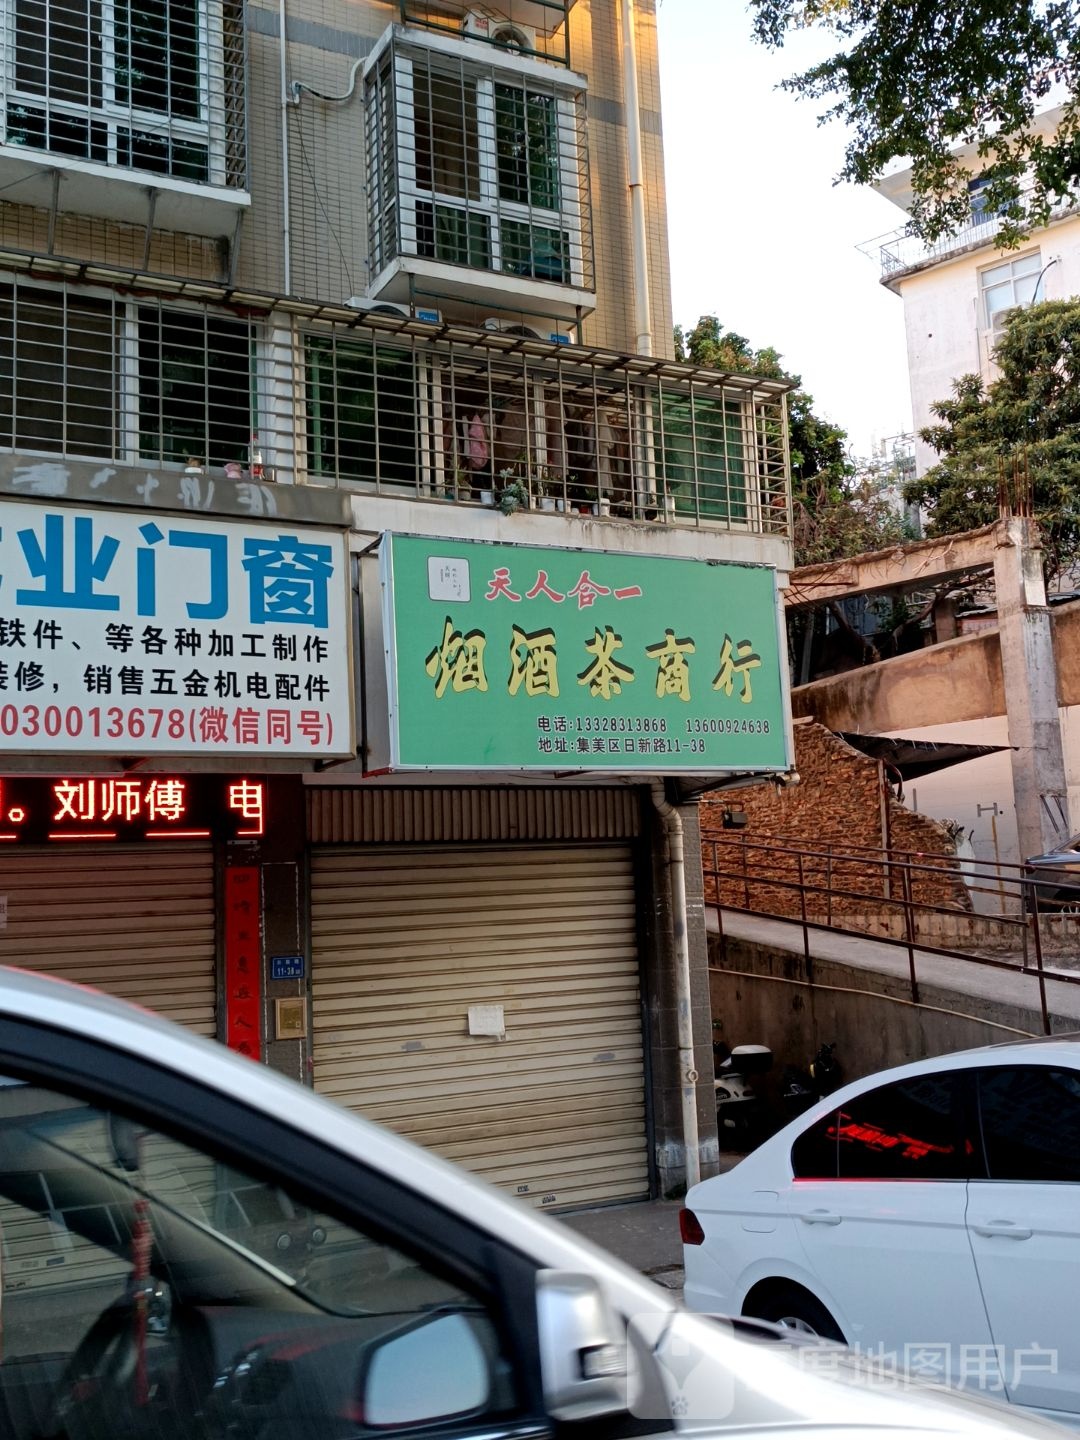 业门窗
铁件、等各种加工制作
装修，销售五金机电配件
030013678(微信同号)
。刘师傅 电
天人合一
烟酒茶商行
电话:13328313868 13600924638
地址:集美区日新路11-38
11-38
百度地图用户